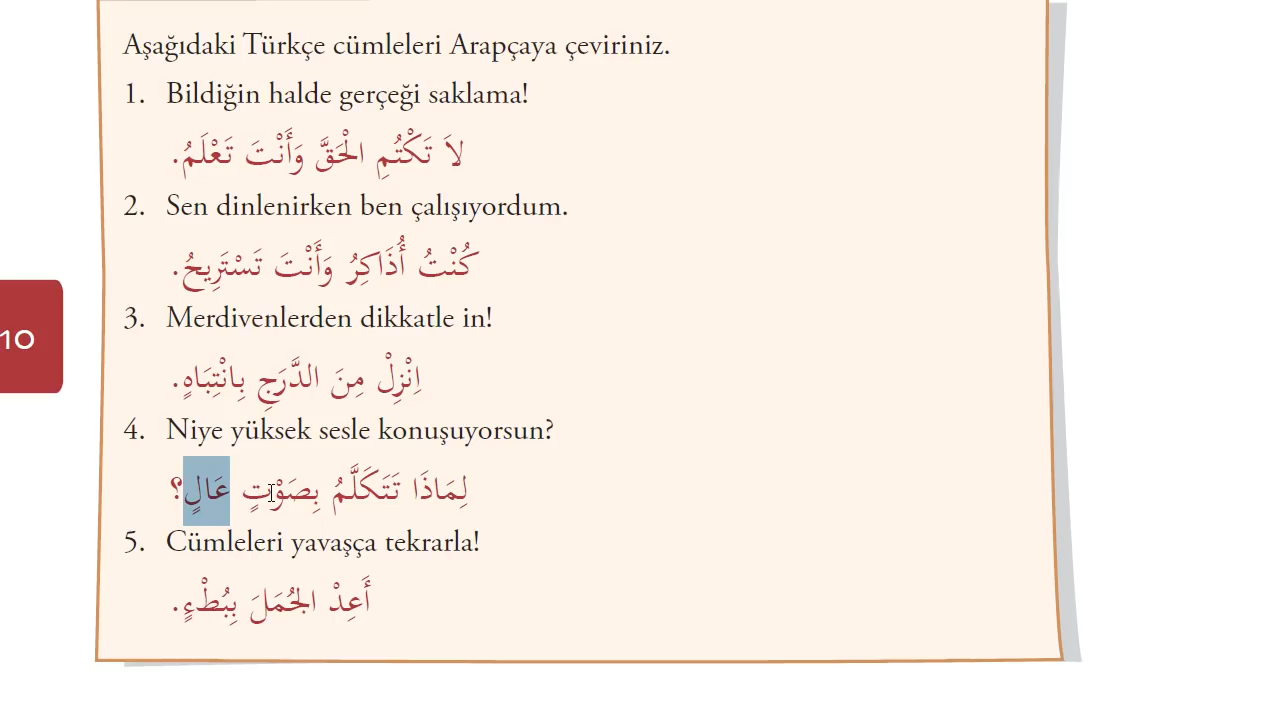 Aşağıdaki Türkçe cümleleri Arapçaya çeviriniz.
1. Bildiğin halde gerçeği saklama!
لاَ تَكْتُمِ الْحَقَّ وَأَنْتَ تَعْلَمُ.
2. Sen dinlenirken ben çalışıyordum.
كُنْتُ أُذَاكِرُ وَأَنْتَ تَسْتَرِيحُ.
3. Merdivenlerden dikkatle in!
اِنْزِلْ مِنَ الدَّرَجِ بِانْتِبَاهٍ.
10
4. Niye yüksek sesle konuşuyorsun?
لِمَاذَا تَتَكَلَّمُ بِصَوْتٍ عَالٍ؟
5. Cümleleri yavaşça tekrarla!
أَعِدْ الجُمَلَ بِبُطْءٍ.